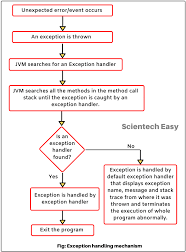 Unexpected error/event occurs
An exception is thrown
JVM searches for an Exception handler
JVM searches all the methods in the method call
stack until the exception is caught by an
exception handler.
Scientech Easy
Is an
exception
handler
found?
No
Yes
Exception is handled by
exception handler
Exception is handled by
default exception handler
that displays exception
name, message and stack
trace from where it was
thrown and terminates
the execution of whole
program abnormally.
Exit the program
Fig: Exception handling mechanism